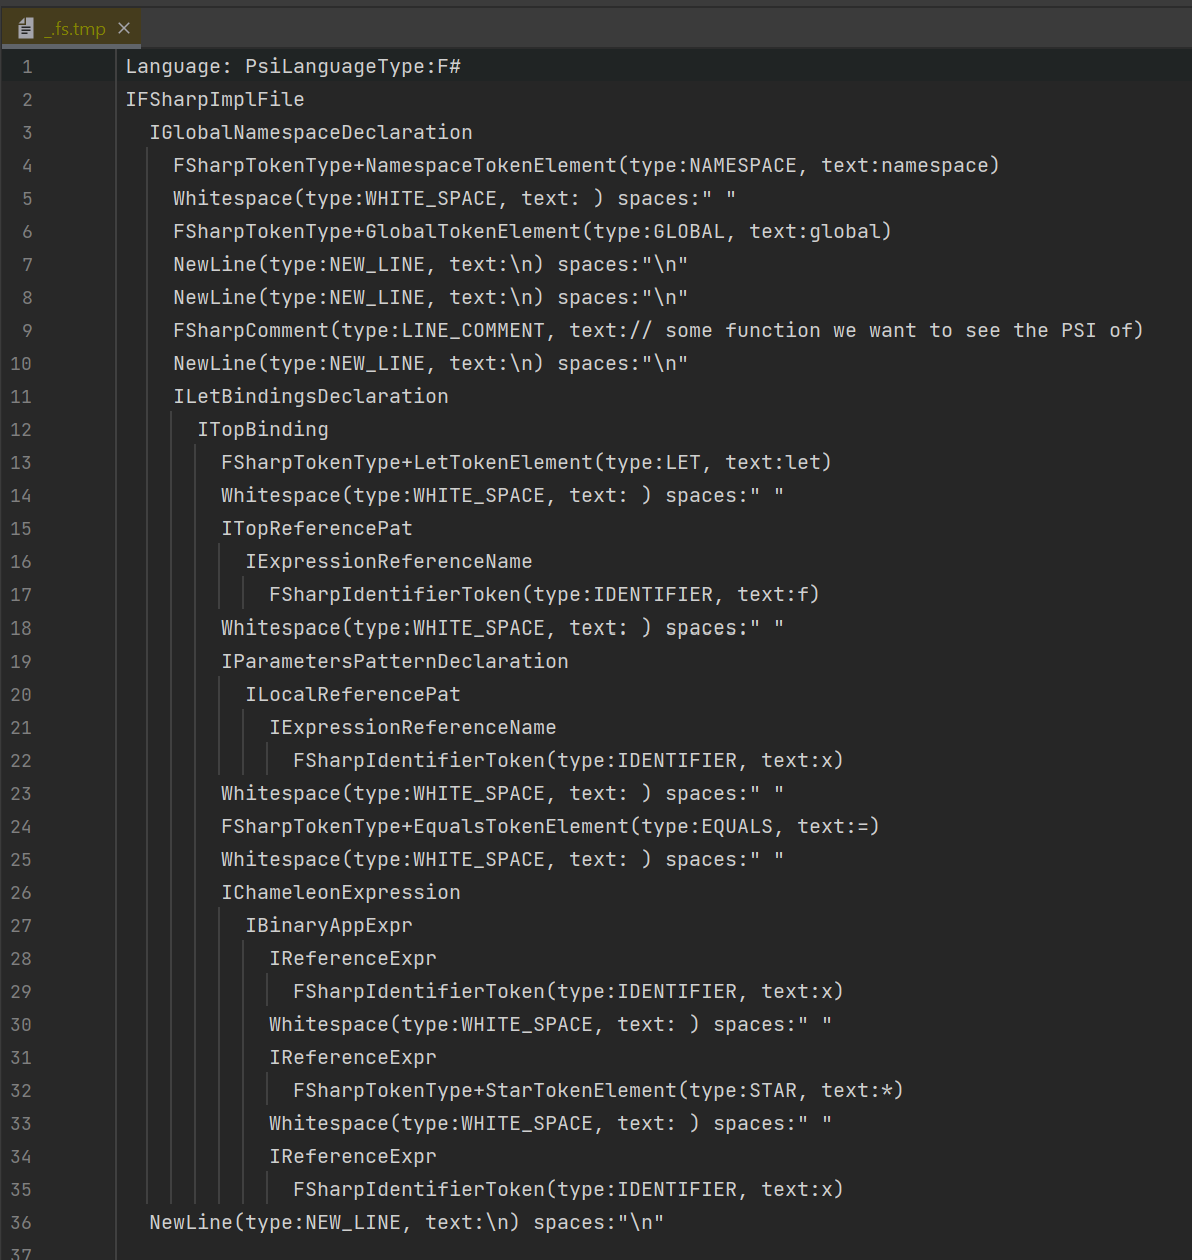 _.fs.tmp
1 Language: PsiLanguageType:F#
2 IFSharpImplFile
3 IGlobalNamespaceDeclaration
4 FSharpTokenType+NamespaceTokenElement(type:NAMESPACE, text:namespace)
5 Whitespace(type:WHITE_SPACE, text: ) spaces:" "
6 FSharpTokenType+GlobalTokenElement(type:GLOBAL, text:global)
7 NewLine(type:NEW_LINE, text:\n) spaces:"\n"
8 NewLine(type:NEW_LINE, text:\n) spaces:"\n"
9 FSharpComment(type:LINE_COMMENT, text:// some function we want to see the PSI of)
10 NewLine(type:NEW_LINE, text:\n) spaces:"\n"
11 ILetBindingsDeclaration
12 ITopBinding
13 FSharpTokenType+LetTokenElement(type:LET, text:let)
14 Whitespace(type:WHITE_SPACE, text: ) spaces:" "
15 ITopReferencePat
16 IExpressionReferenceName
17 FSharpIdentifierToken(type:IDENTIFIER, text:f)
18 Whitespace(type:WHITE_SPACE, text: ) spaces:" "
19 IParametersPatternDeclaration
20 ILocalReferencePat
21 IExpressionReferenceName
22 FSharpIdentifierToken(type:IDENTIFIER, text:x)
23 Whitespace(type:WHITE_SPACE, text: ) spaces:" "
24 FSharpTokenType+EqualsTokenElement(type:EQUALS, text:=)
25 Whitespace(type:WHITE_SPACE, text: ) spaces:" "
26 IChameleonExpression
27 IBinaryAppExpr
28 IReferenceExpr
29 FSharpIdentifierToken(type:IDENTIFIER, text:x)
30 Whitespace(type:WHITE_SPACE, text: ) spaces:" "
31 IReferenceExpr
32 FSharpTokenType+StarTokenElement(type:STAR, text:*)
33 Whitespace(type:WHITE_SPACE, text: ) spaces:" "
34 IReferenceExpr
35 FSharpIdentifierToken(type:IDENTIFIER, text:x)
36 NewLine(type:NEW_LINE, text:\n) spaces:"\n"
37